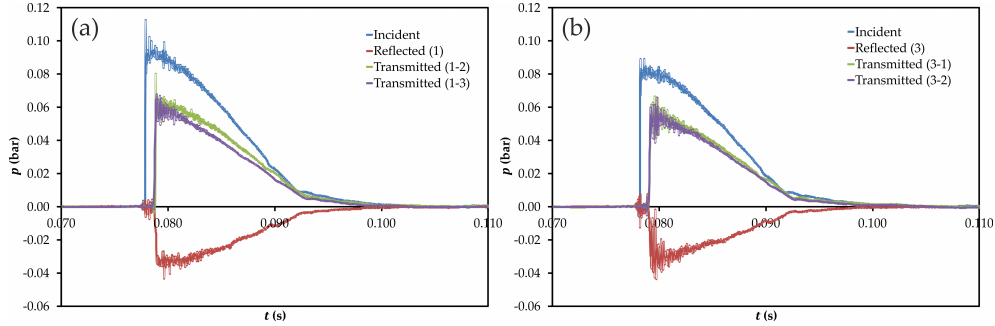 (a)
0.12
0.10
0.08
0.06
0.04
0.02
0.00
-0.02
-0.04
-0.06
p (bar)
Incident
Reflected (1)
Transmitted (1-2)
Transmitted (1-3)
0.070
0.080
0.090
0.100
0.110
t (s)
(b)
0.12
0.10
0.08
0.06
0.04
0.02
0.00
-0.02
-0.04
-0.06
p (bar)
Incident
Reflected (3)
Transmitted (3-1)
Transmitted (3-2)
0.070
0.080
0.090
0.100
0.110
t (s)